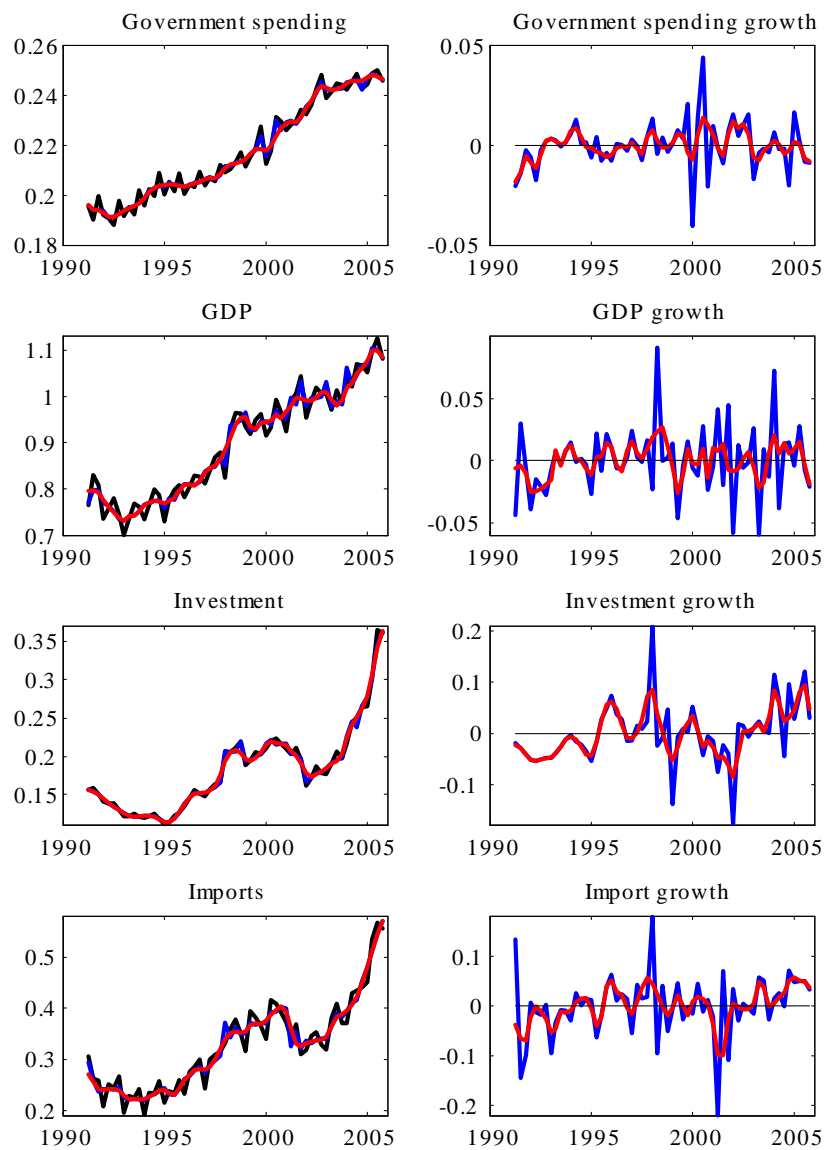 Government spending
0.26
0.24
0.22
0.2
0.18
1990 1995 2000 2005
Government spending growth
0.05
0
-0.05
1990 1995 2000 2005
GDP
1.1
1
0.9
0.8
0.7
1990 1995 2000 2005
GDP growth
0.05
0
-0.05
1990 1995 2000 2005
Investment
0.35
0.3
0.25
0.2
0.15
1990 1995 2000 2005
Investment growth
0.2
0.1
0
-0.1
1990 1995 2000 2005
Imports
0.5
0.4
0.3
0.2
1990 1995 2000 2005
Import growth
0.1
0
-0.1
-0.2
1990 1995 2000 2005